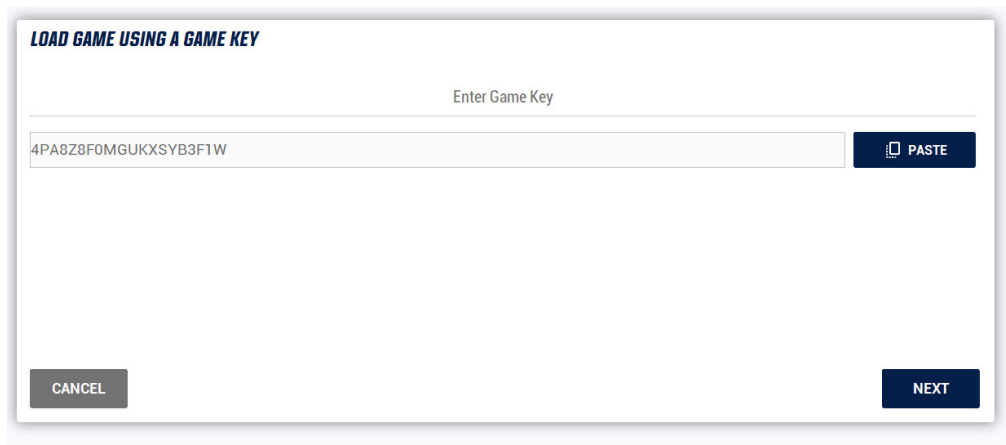 LOAD GAME USING A GAME KEY
Enter Game Key
4PA8Z8F0MGUKXSYB3F1W
PASTE
CANCEL
NEXT